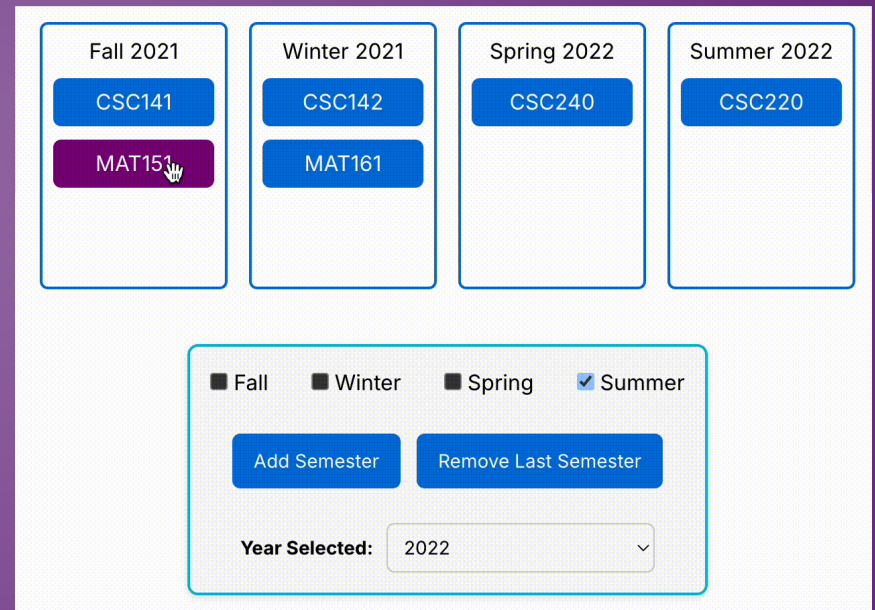 Fall 2021
CSC141
MAT151
Winter 2021
CSC142
MAT161
Spring 2022
CSC240
Summer 2022
CSC220
Fall Winter Spring Summer
Add Semester Remove Last Semester
Year Selected: 2022